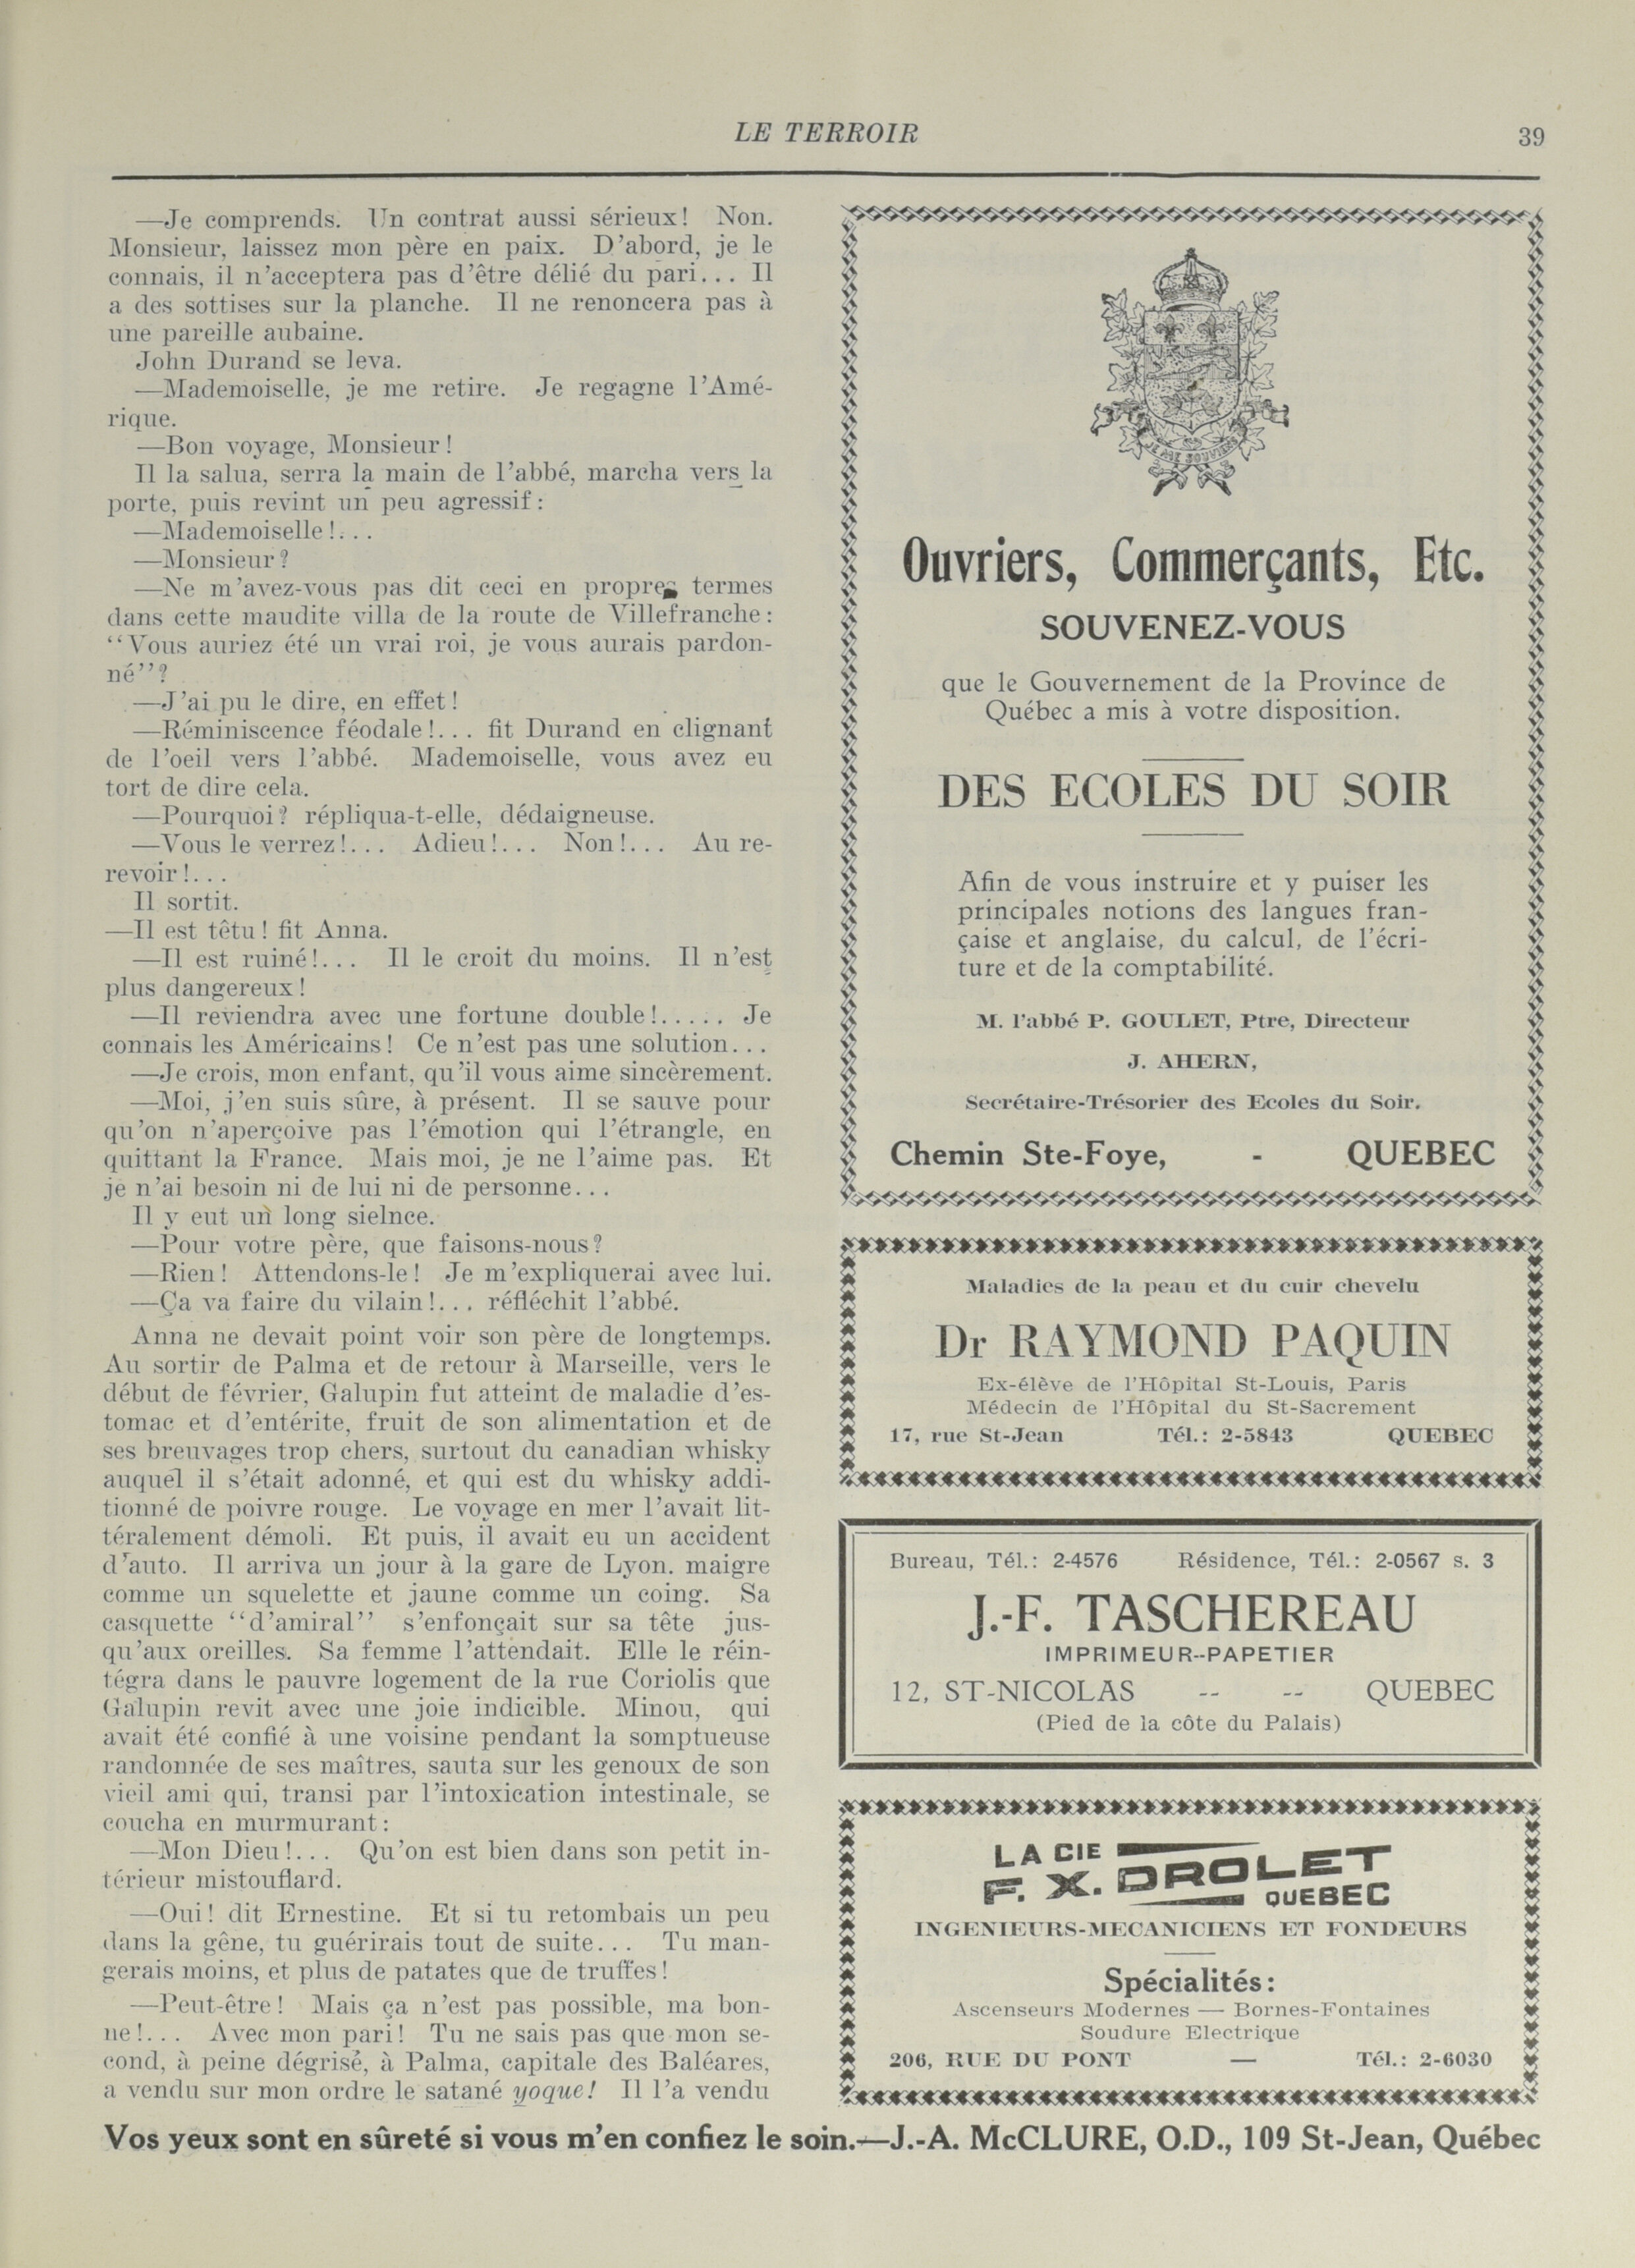 LE TERROIR
39
—Je comprends. Un contrat aussi sérieux! Non.
Monsieur, laissez mon père en paix. D'abord, je le
connais, il n'acceptera pas d'être délié du pari... Il
a des sottises sur la planche. Il ne renoncera pas à
une pareille aubaine.
John Durand se leva.
—Mademoiselle, je me retire. Je regagne l'Amé-
rique.
—Bon voyage, Monsieur!
Il la salua, serra la main de l'abbé, marcha vers la
porte, puis revint un peu agressif:
—Mademoiselle!...
—Monsieur?
—Ne m'avez-vous pas dit ceci en propres termes
dans cette maudite villa de la route de Villefranche:
"Vous auriez été un vrai roi, je vous aurais pardon-
né"?
—J'ai pu le dire, en effet!
—Réminiscence féodale!... fit Durand en clignant
de l'oeil vers l'abbé. Mademoiselle, vous avez eu
tort de dire cela.
—Pourquoi? répliqua-t-elle, dédaigneuse.
—Vous le verrez!... Adieu!... Non!... Au re-
revoir!...
Il sortit.
—Il est têtu! fit Anna.
—Il est ruiné!... Il le croit du moins. Il n'est
plus dangereux!
—Il reviendra avec une fortune double!..... Je
connais les Américains! Ce n'est pas une solution...
—Je crois, mon enfant, qu'il vous aime sincèrement.
—Moi, j'en suis sûre, à présent. Il se sauve pour
qu'on n'aperçoive pas l'émotion qui l'étrangle, en
quittant la France. Mais moi, je ne l'aime pas. Et
je n'ai besoin ni de lui ni de personne...
Il y eut un long sielnce.
—Pour votre père, que faisons-nous?
—Rien! Attendons-le! Je m'expliquerai avec lui.
—Ça va faire du vilain!... réfléchit l'abbé.
Anna ne devait point voir son père de longtemps.
Au sortir de Palma et de retour à Marseille, vers le
début de février, Galupin fut atteint de maladie d'es-
tomac et d'entérite, fruit de son alimentation et de
ses breuvages trop chers, surtout du canadian whisky
auquel il s'était adonné, et qui est du whisky addi-
tionné de poivre rouge. Le voyage en mer l'avait lit-
téralement démoli. Et puis, il avait eu un accident
d'auto. Il arriva un jour à la gare de Lyon. maigre
comme un squelette et jaune comme un coing. Sa
casquette "d'amiral" s'enfonçait sur sa tête jus-
qu'aux oreilles. Sa femme l'attendait. Elle le réin-
tégra dans le pauvre logement de la rue Coriolis que
Galupin revit avec une joie indicible. Minou, qui
avait été confié à une voisine pendant la somptueuse
randonnée de ses maîtres, sauta sur les genoux de son
vieil ami qui, transi par l'intoxication intestinale, se
coucha en murmurant:
—Mon Dieu!... Qu'on est bien dans son petit in-
térieur mistouflard.
—Oui! dit Ernestine. Et si tu retombais un peu
dans la gêne, tu guérirais tout de suite... Tu man-
gerais moins, et plus de patates que de truffes!
—Peut-être! Mais ça n'est pas possible, ma bon-
ne!... Avec mon pari! Tu ne sais pas que mon se-
cond, à peine dégrisé, à Palma, capitale des Baléares,
a vendu sur mon ordre le satané yoque! Il l'a vendu
Ouvriers, Commerçants, Etc.
SOUVENEZ-VOUS
que le Gouvernement de la Province de
Québec a mis à votre disposition.
DES ECOLES DU SOIR
Afin de vous instruire et y puiser les
principales notions des langues fran-
çaise et anglaise, du calcul, de l'écri-
ture et de la comptabilité.
M. l'abbé P. GOULET, Ptre, Directeur
J. AHERN,
Secrétaire-Trésorier des Ecoles du Soir.
Chemin Ste-Foye, - QUEBEC
Maladies de la peau et du cuir chevelu
Dr RAYMOND PAQUIN
Ex-élève de l'Hôpital St-Louis, Paris
Médecin de l'Hôpital du St-Sacrement
17, rue St-Jean Tél.: 2-5843 QUEBEC
Bureau, Tél.: 2-4576 Résidence, Tél.: 2-0567 s. 3
J.-F. TASCHEREAU
IMPRIMEUR--PAPETIER
12, ST-NICOLAS -- -- QUEBEC
(Pied de la côte du Palais)
LA CIE
F. X. DROLET
QUEBEC
INGENIEURS-MECANICIENS ET FONDEURS
Spécialités:
Ascenseurs Modernes — Bornes-Fontaines
Soudure Electrique
206, RUE DU PONT — Tél.: 2-6030
Vos yeux sont en sûreté si vous m'en confiez le soin.—J.-A. McCLURE, O.D., 109 St-Jean, Québec